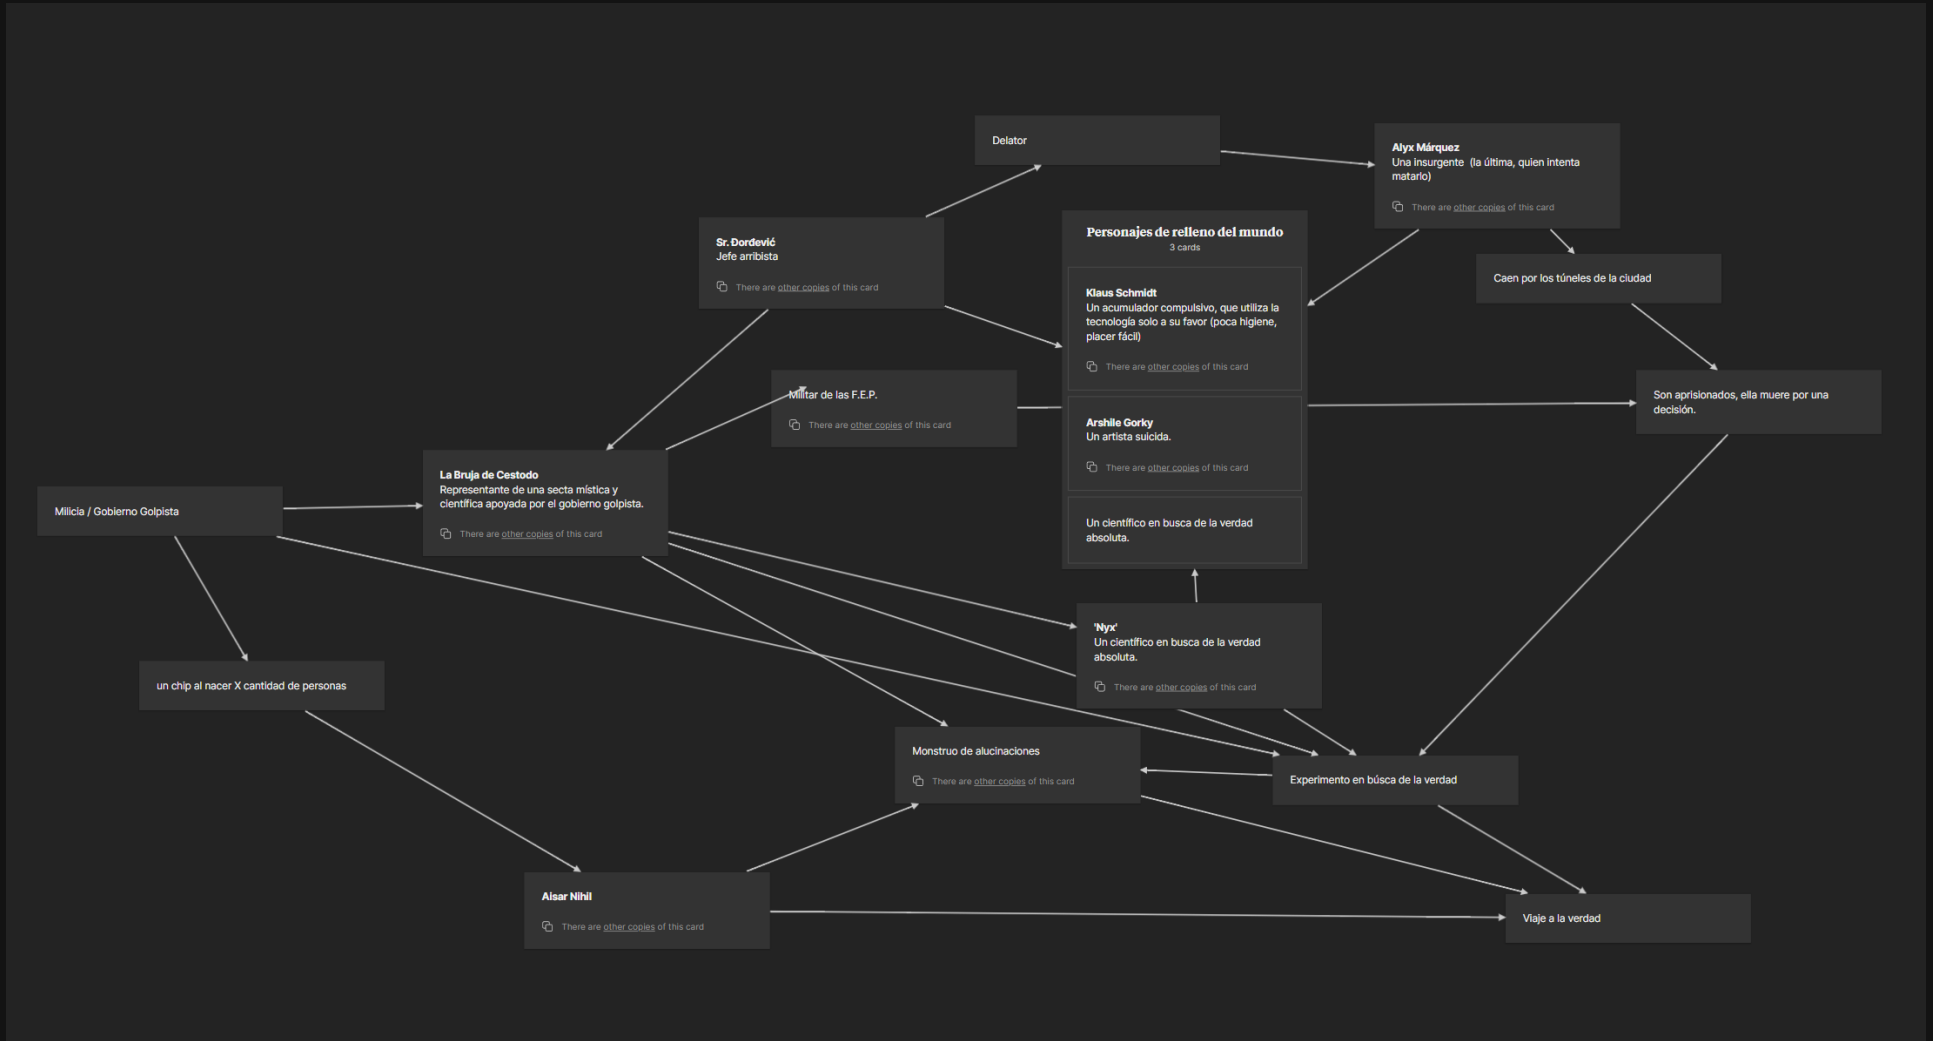 Delator
Alyx Márquez
Una insurgente (la última, quien intenta
matarlo)
There are other copies of this card
Sr. Đorđević
Jefe arribista
There are other copies of this card
Personajes de relleno del mundo
3 cards
Klaus Schmidt
Un acumulador compulsivo, que utiliza la
tecnología solo a su favor (poca higiene,
placer fácil)
There are other copies of this card
Arshile Gorky
Un artista suicida.
There are other copies of this card
Un científico en busca de la verdad
absoluta.
Caen por los túneles de la ciudad
Militar de las F.E.P.
There are other copies of this card
Son aprisionados, ella muere por una
decisión.
La Bruja de Cestodo
Representante de una secta mística y
científica apoyada por el gobierno golpista.
There are other copies of this card
Milicia / Gobierno Golpista
'Nyx'
Un científico en busca de la verdad
absoluta.
There are other copies of this card
un chip al nacer X cantidad de personas
Monstruo de alucinaciones
There are other copies of this card
Experimento en búsca de la verdad
Aisar Nihil
There are other copies of this card
Viaje a la verdad